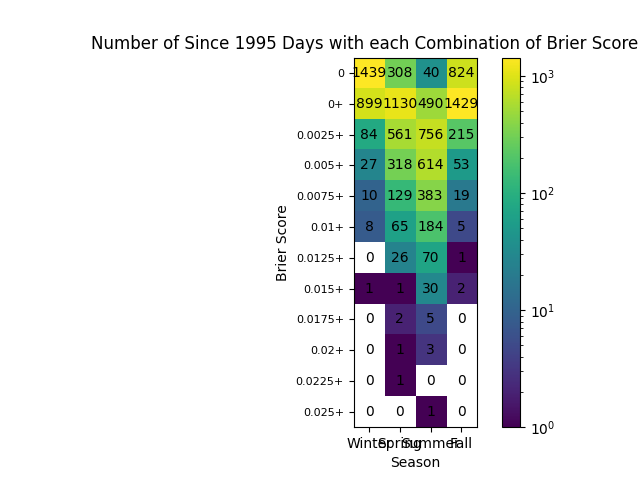 Number of Since 1995 Days with each Combination of Brier Score
0 1439 308 40 824
0+ 899 1130 490 1429
0.0025+ 84 561 756 215
0.005+ 27 318 614 53
0.0075+ 10 129 383 19
0.01+ 8 65 184 5
0.0125+ 0 26 70 1
0.015+ 1 1 30 2
0.0175+ 0 2 5 0
0.02+ 0 1 3 0
0.0225+ 0 1 0 0
0.025+ 0 0 1 0
Winter Spring Summer Fall
Season
Brier Score
10³
10²
10¹
10⁰